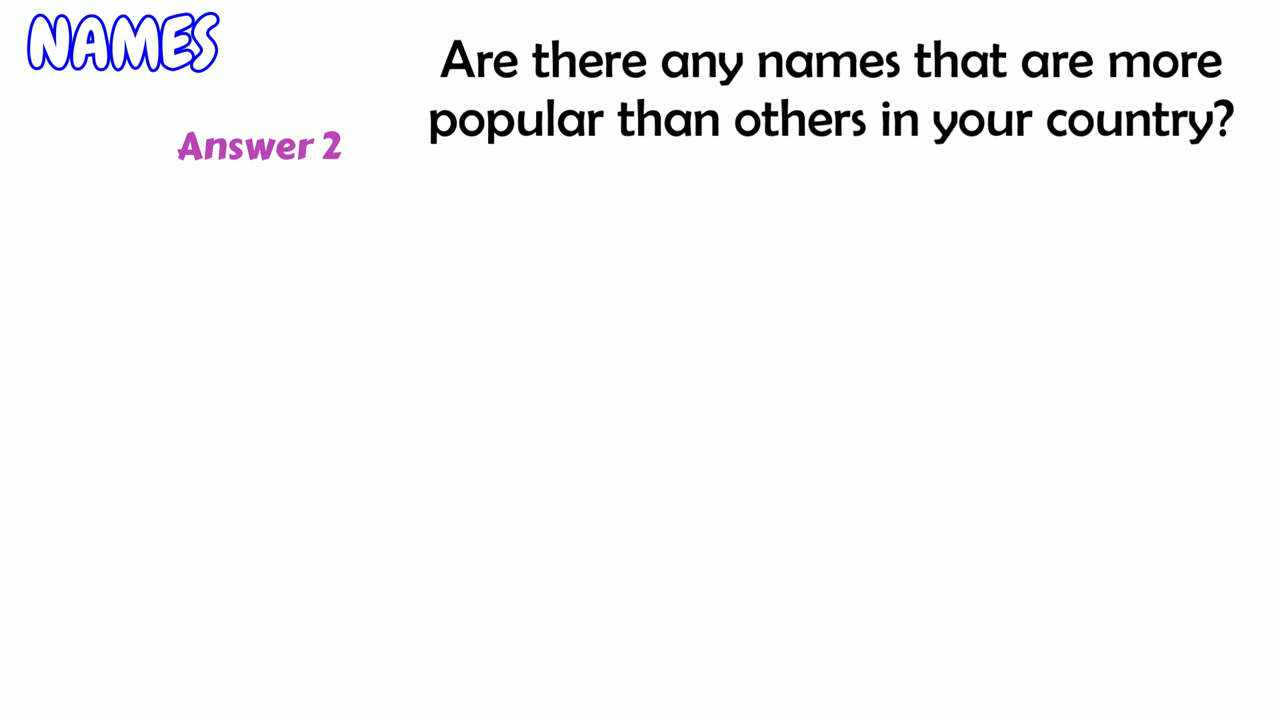 NAMES
Are there any names that are more
popular than others in your country?
Answer 2